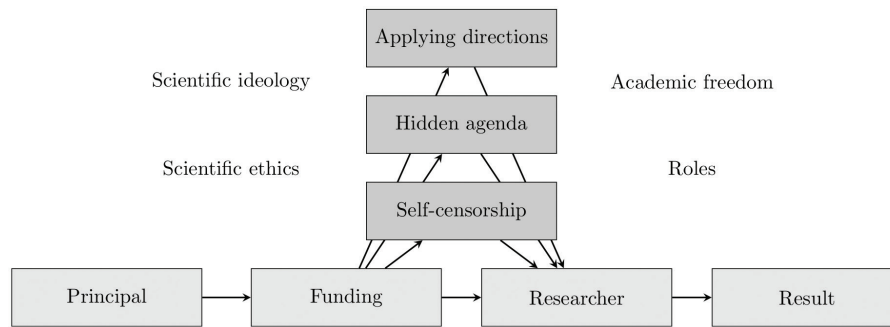 Applying directions
Scientific ideology
Academic freedom
Hidden agenda
Scientific ethics
Roles
Self-censorship
Principal
Funding
Researcher
Result